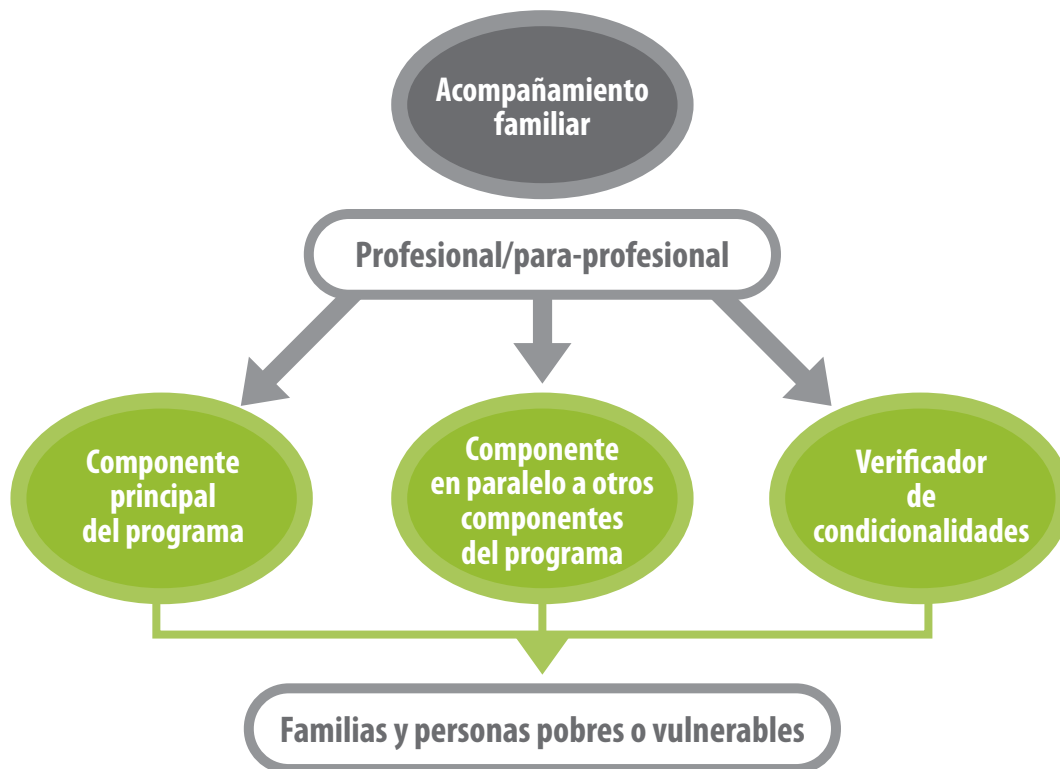 Acompañamiento
familiar
Profesional/para-profesional
Componente
principal
del programa
Componente
en paralelo a otros
componentes
del programa
Verificador
de
condicionalidades
Familias y personas pobres o vulnerables